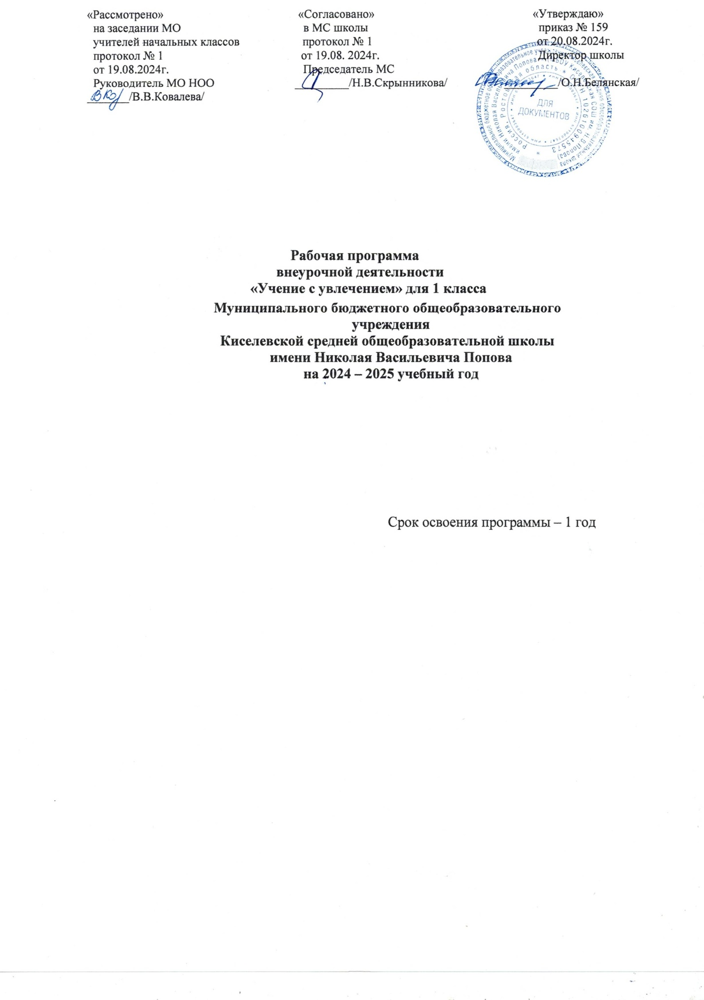 «Рассмотрено»
на заседании МО
учителей начальных классов
протокол № 1
от 19.08.2024г.
Руководитель МО НОО
_______/В.В.Ковалева/
«Согласовано»
в МС школы
протокол № 1
от 19.08. 2024г.
Председатель МС
_________/Н.В.Скрынникова/
«Утверждаю»
приказ № 159
от 20.08.2024г.
Директор школы
_________/О.Н.Белянская/
ДЛЯ
ДОКУМЕНТОВ
Рабочая программа
внеурочной деятельности
«Учение с увлечением» для 1 класса
Муниципального бюджетного общеобразовательного
учреждения
Киселевской средней общеобразовательной школы
имени Николая Васильевича Попова
на 2024 – 2025 учебный год
Срок освоения программы – 1 год